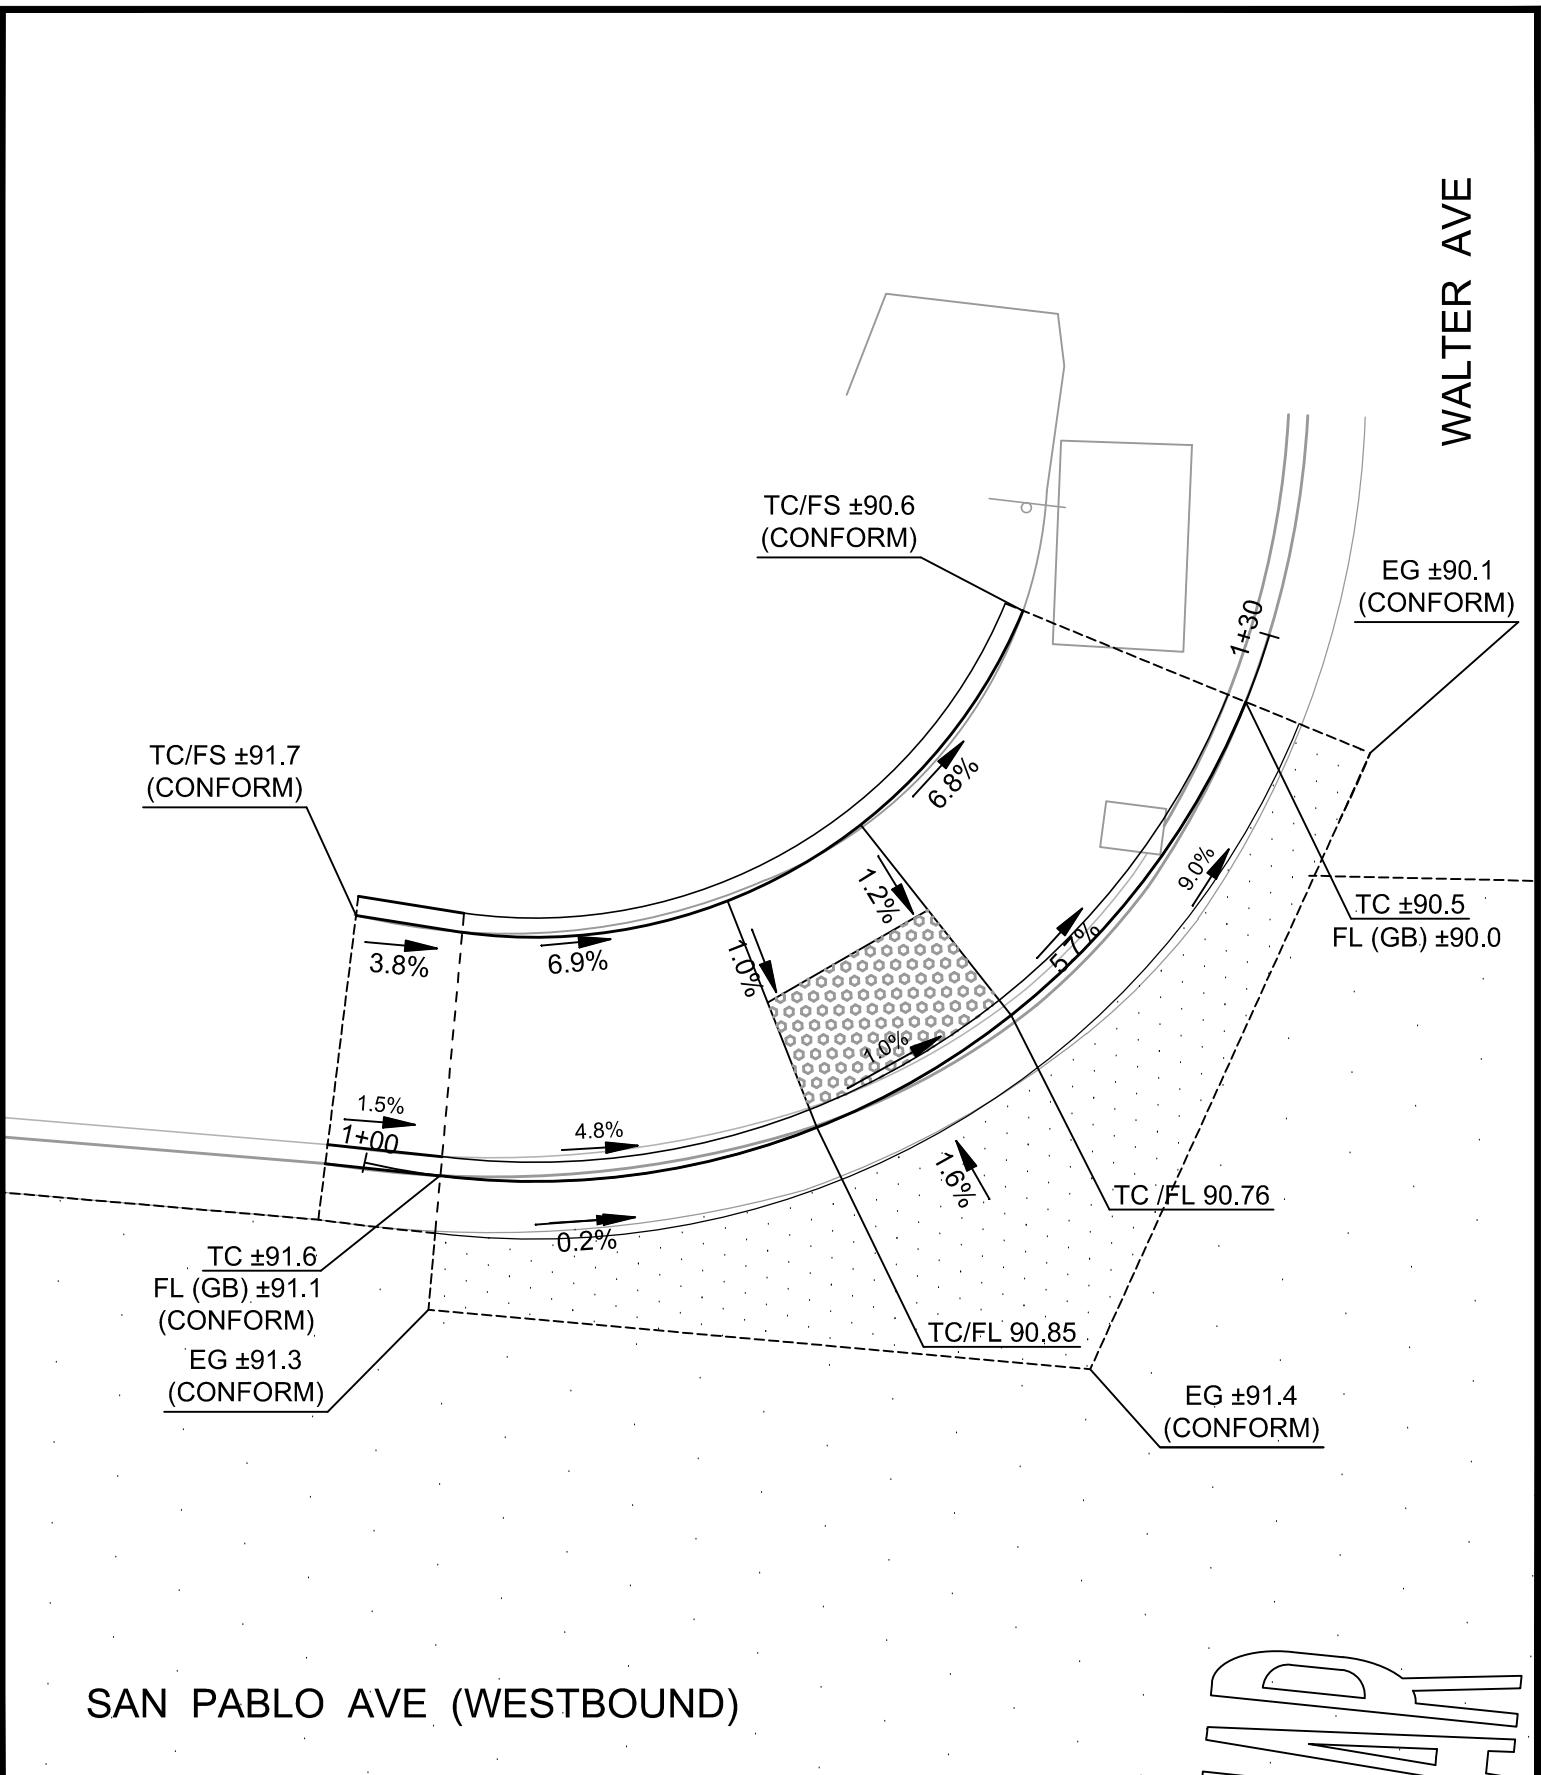 WALTER AVE
TC/FS ±90.6
(CONFORM)
EG ±90.1
(CONFORM)
1+30
TC/FS ±91.7
(CONFORM)
6.8%
9.0%
1.2%
TC ±90.5
FL (GB) ±90.0
3.8%
6.9%
1.0%
5.7%
1.0%
1.5%
1+00
4.8%
1.6%
TC /FL 90.76
0.2%
TC ±91.6
FL (GB) ±91.1
(CONFORM)
TC/FL 90.85
EG ±91.3
(CONFORM)
EG ±91.4
(CONFORM)
SAN PABLO AVE (WESTBOUND)